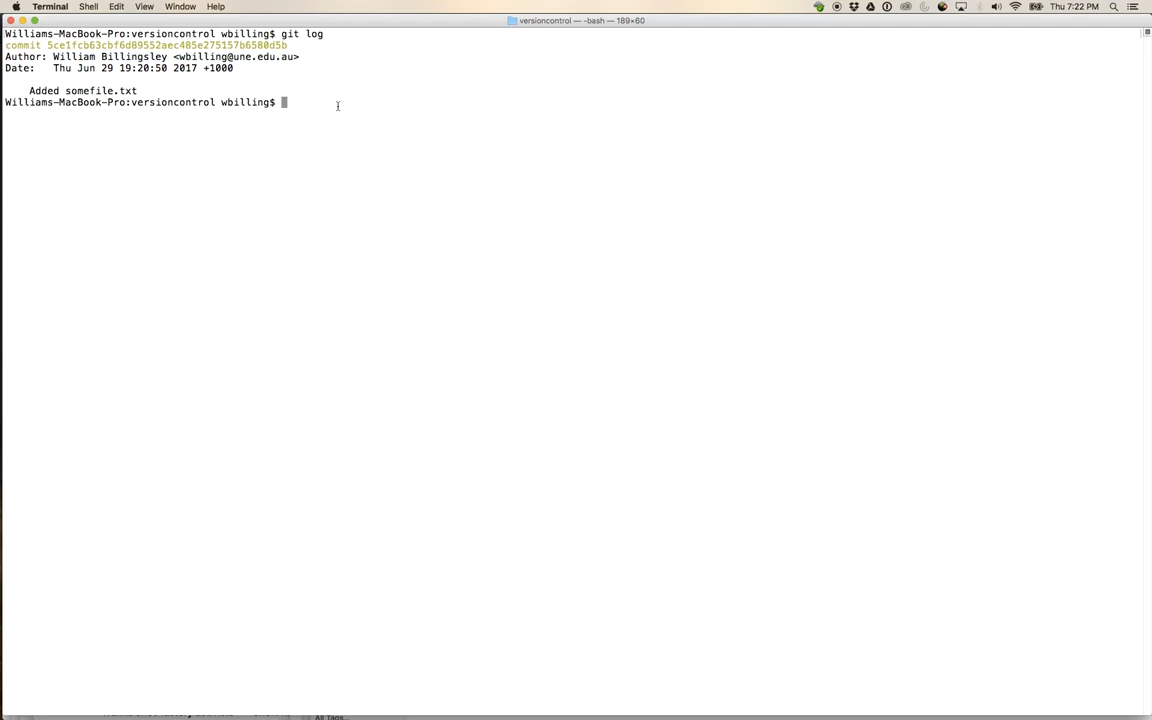 Terminal Shell Edit View Window Help Thu 7:22 PM
versioncontrol — -bash — 189×60
Williams-MacBook-Pro:versioncontrol wbilling$ git log
commit 5ce1fcb63cbf6d89552aec485e275157b6580d5b
Author: William Billingsley <wbilling@une.edu.au>
Date:   Thu Jun 29 19:20:50 2017 +1000
Added somefile.txt
Williams-MacBook-Pro:versioncontrol wbilling$
All Tags...